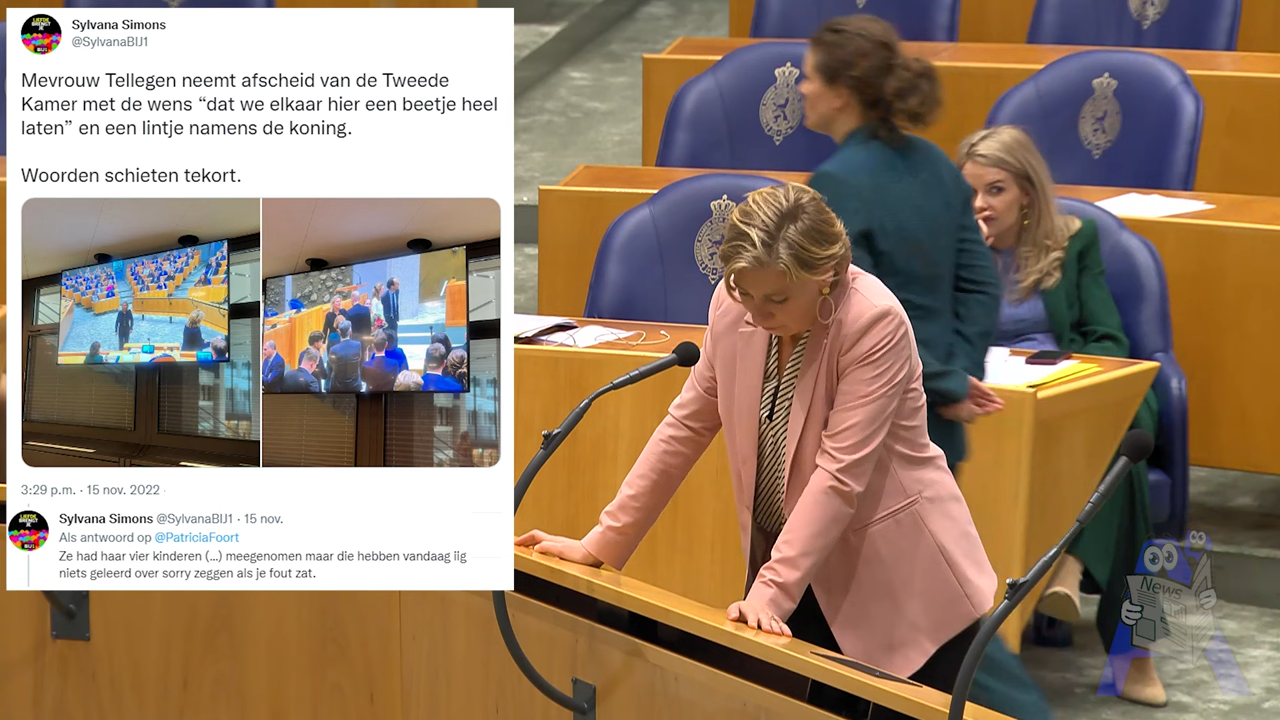 Sylvana Simons
@SylvanaBIJ1
Mevrouw Tellegen neemt afscheid van de Tweede
Kamer met de wens “dat we elkaar hier een beetje heel
laten” en een lintje namens de koning.
Woorden schieten tekort.
3:29 p.m. · 15 nov. 2022
Sylvana Simons @SylvanaBIJ1 · 15 nov.
Als antwoord op @PatriciaFoort
Ze had haar vier kinderen (...) meegenomen maar die hebben vandaag iig
niets geleerd over sorry zeggen als je fout zat.
News